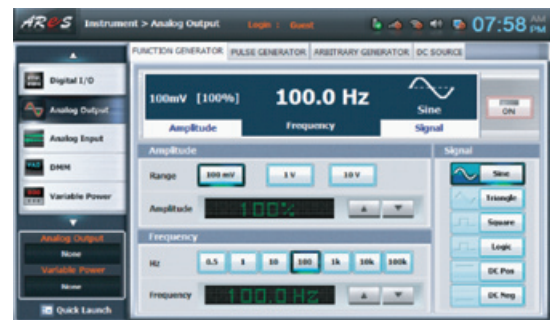 ARCS Instrument > Analog Output Login : Guest 07:58 AM PM
FUNCTION GENERATOR PULSE GENERATOR ARBITRARY GENERATOR DC SOURCE
Digital I/O
Analog Output
Analog Input
DMM
Variable Power
Analog Output
None
Variable Power
None
Quick Launch
100mV [100%] 100.0 Hz Sine
Amplitude Frequency Signal
ON
Amplitude
Range 100 mV 1 V 10 V
Amplitude 100%
Frequency
Hz 0.5 1 10 100 1k 10k 100k
Frequency 100.0 Hz
Signal
Sine
Triangle
Square
Logic
DC Pos
DC Neg